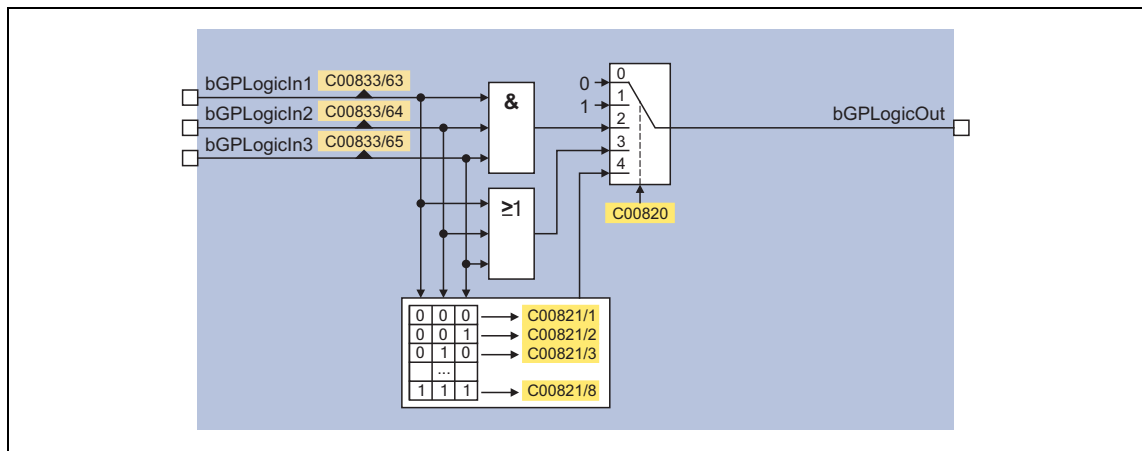 bGPLogicIn1 C00833/63
bGPLogicIn2 C00833/64
bGPLogicIn3 C00833/65
&
≥1
0 0
1 1
2
3
4
C00820
bGPLogicOut
0 0 0 C00821/1
0 0 1 C00821/2
0 1 0 C00821/3
...
1 1 1 C00821/8